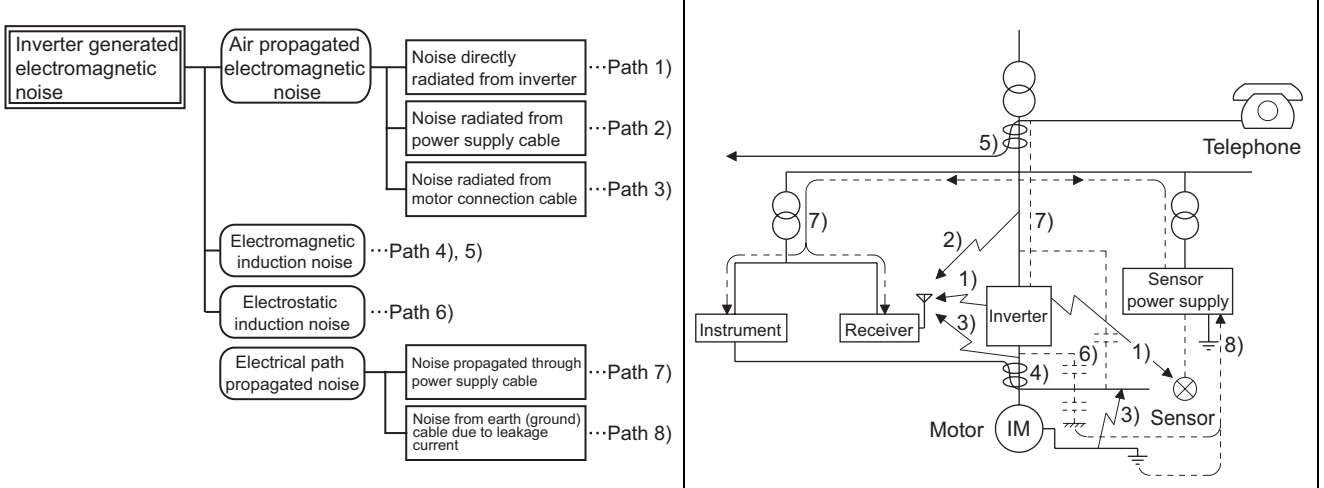 Inverter generated
electromagnetic
noise
Air propagated
electromagnetic
noise
Noise directly
radiated from inverter
···Path 1)
Noise radiated from
power supply cable
···Path 2)
Noise radiated from
motor connection cable
···Path 3)
Electromagnetic
induction noise
···Path 4), 5)
Electrostatic
induction noise
···Path 6)
Electrical path
propagated noise
Noise propagated through
power supply cable
···Path 7)
Noise from earth (ground)
cable due to leakage
current
···Path 8)
5)
Telephone
7)
7)
2)
1)
Sensor
power supply
Instrument
Receiver
Inverter
3)
6)
1)
8)
4)
3)
Sensor
Motor
IM